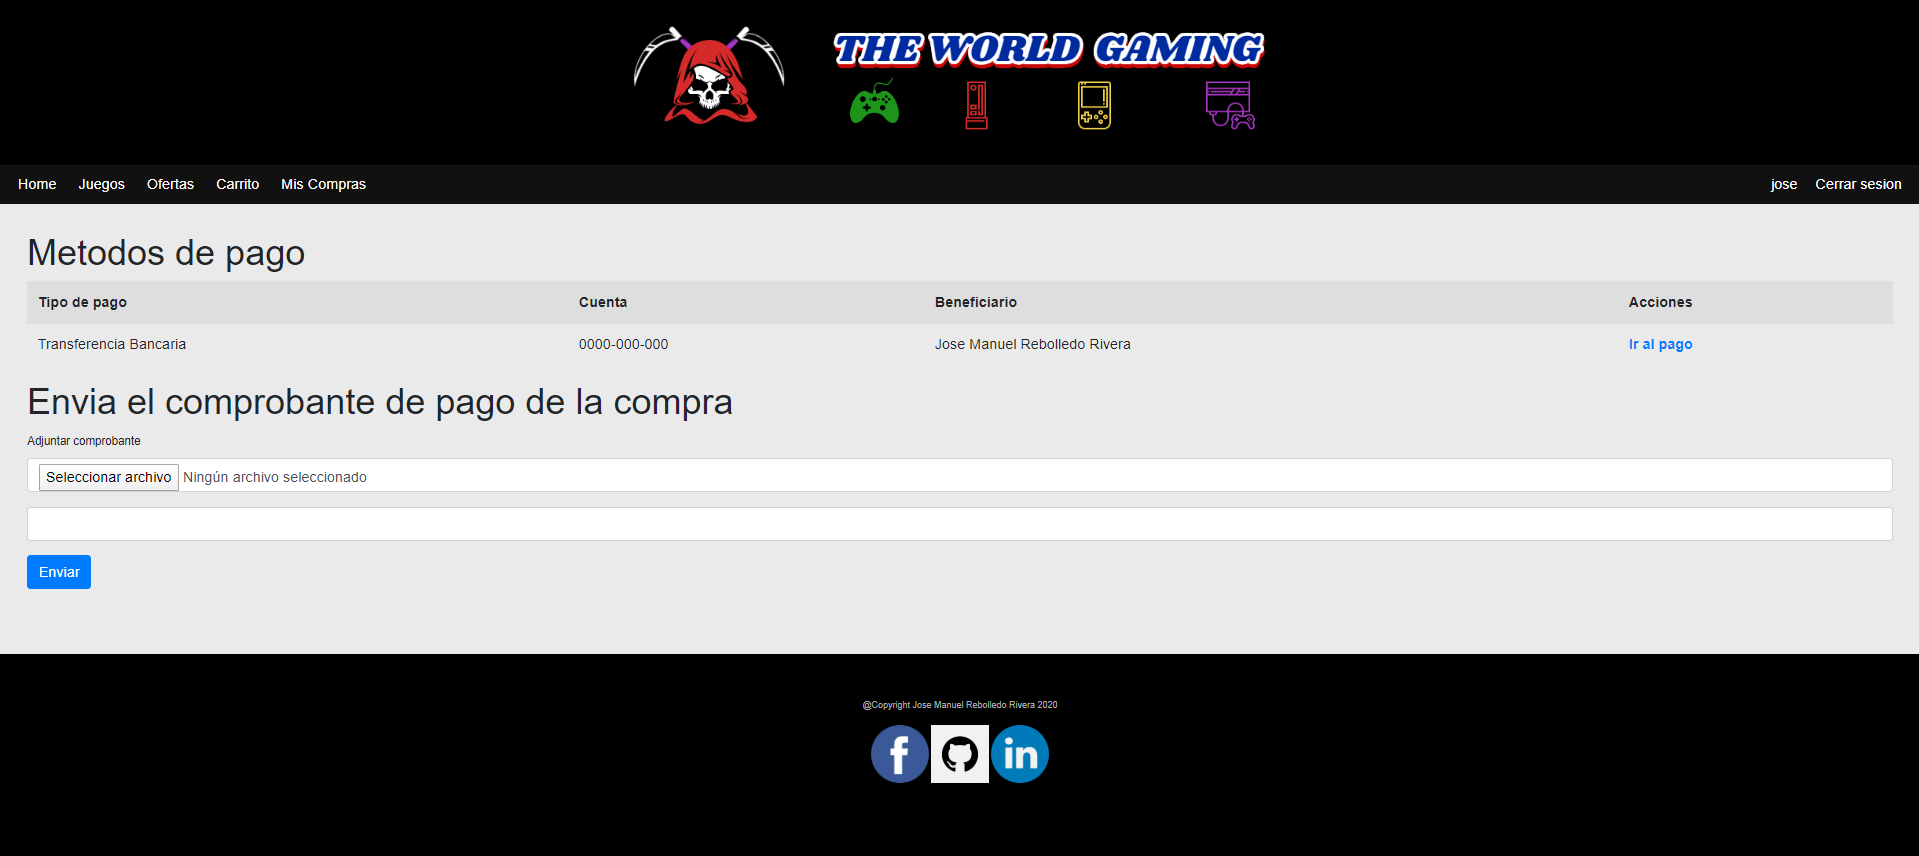 THE WORLD GAMING
Home Juegos Ofertas Carrito Mis Compras jose Cerrar sesion
Metodos de pago
Tipo de pago Cuenta Beneficiario Acciones
Transferencia Bancaria 0000-000-000 Jose Manuel Rebolledo Rivera Ir al pago
Envia el comprobante de pago de la compra
Adjuntar comprobante
Seleccionar archivo Ningún archivo seleccionado
Enviar
@Copyright Jose Manuel Rebolledo Rivera 2020
f in